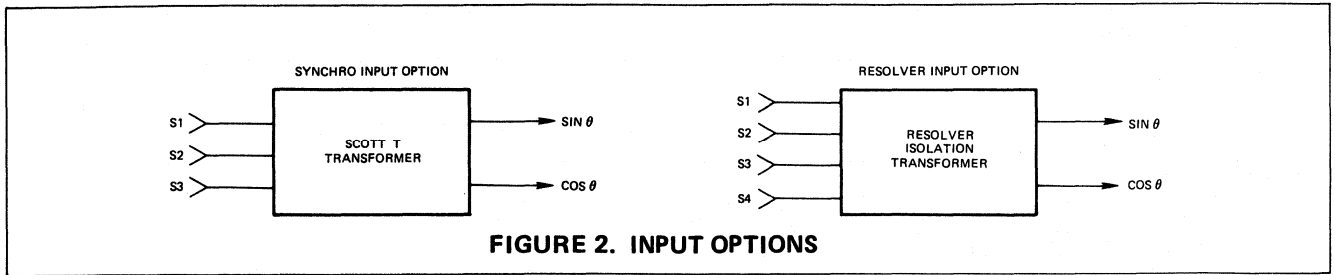 SYNCHRO INPUT OPTION
S1
S2
S3
SCOTT T
TRANSFORMER
SIN θ
COS θ
RESOLVER INPUT OPTION
S1
S2
S3
S4
RESOLVER
ISOLATION
TRANSFORMER
SIN θ
COS θ
FIGURE 2. INPUT OPTIONS